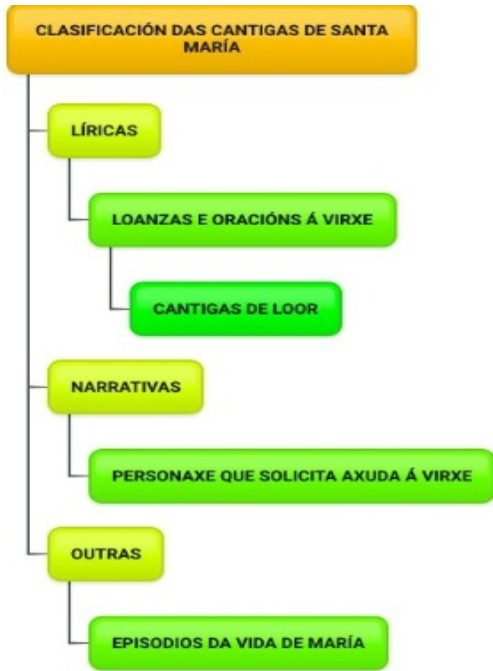 CLASIFICACIÓN DAS CANTIGAS DE SANTA
MARÍA
LÍRICAS
LOANZAS E ORACIÓNS Á VIRXE
CANTIGAS DE LOOR
NARRATIVAS
PERSONAXE QUE SOLICITA AXUDA Á VIRXE
OUTRAS
EPISODIOS DA VIDA DE MARÍA